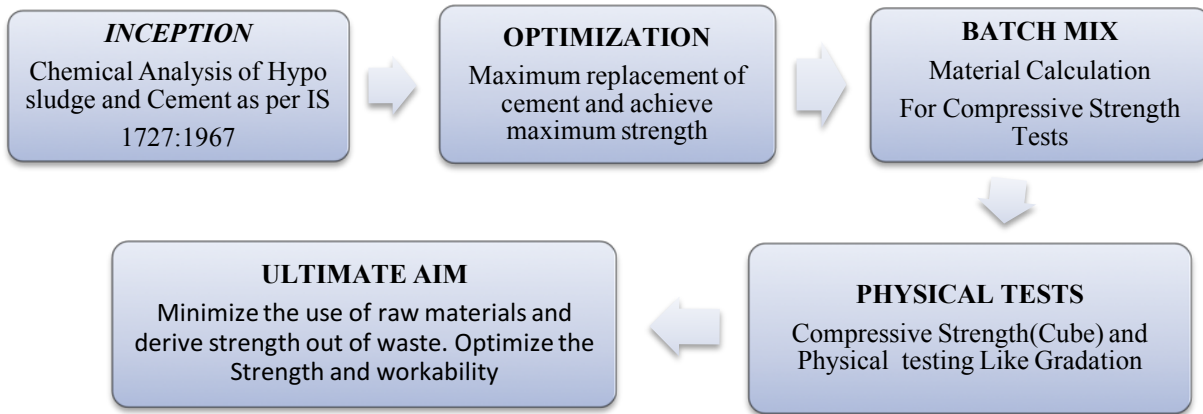 INCEPTION
Chemical Analysis of Hypo
sludge and Cement as per IS
1727:1967
OPTIMIZATION
Maximum replacement of
cement and achieve
maximum strength
BATCH MIX
Material Calculation
For Compressive Strength
Tests
PHYSICAL TESTS
Compressive Strength(Cube) and
Physical testing Like Gradation
ULTIMATE AIM
Minimize the use of raw materials and
derive strength out of waste. Optimize the
Strength and workability